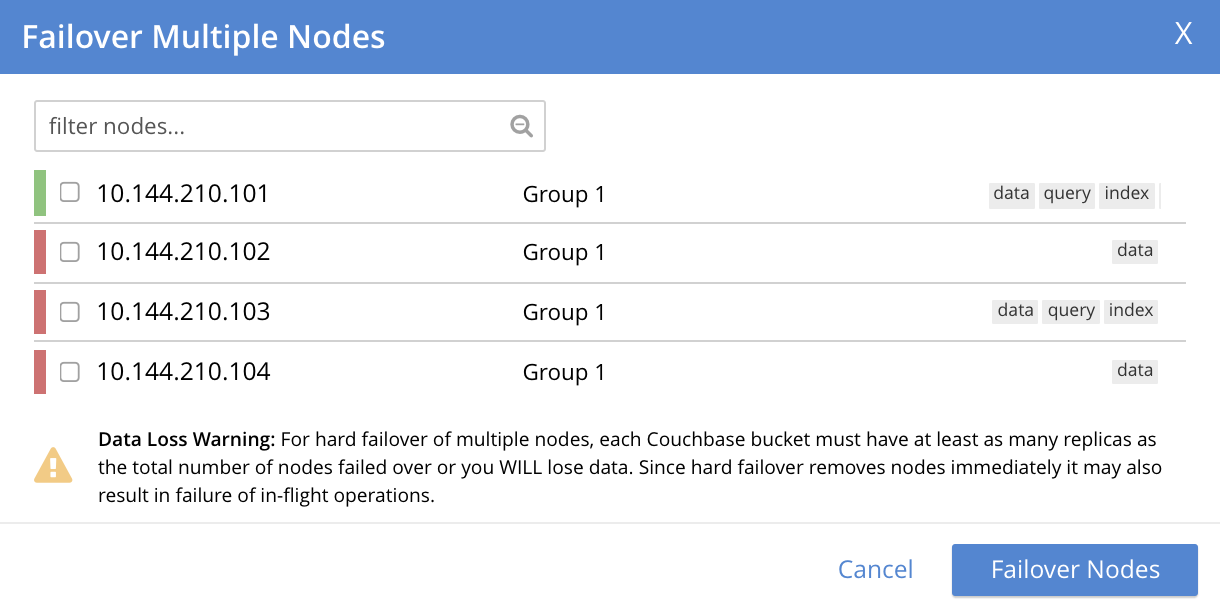 Failover Multiple Nodes X
filter nodes...
10.144.210.101 Group 1 data query index
10.144.210.102 Group 1 data
10.144.210.103 Group 1 data query index
10.144.210.104 Group 1 data
Data Loss Warning: For hard failover of multiple nodes, each Couchbase bucket must have at least as many replicas as
the total number of nodes failed over or you WILL lose data. Since hard failover removes nodes immediately it may also
result in failure of in-flight operations.
Cancel Failover Nodes